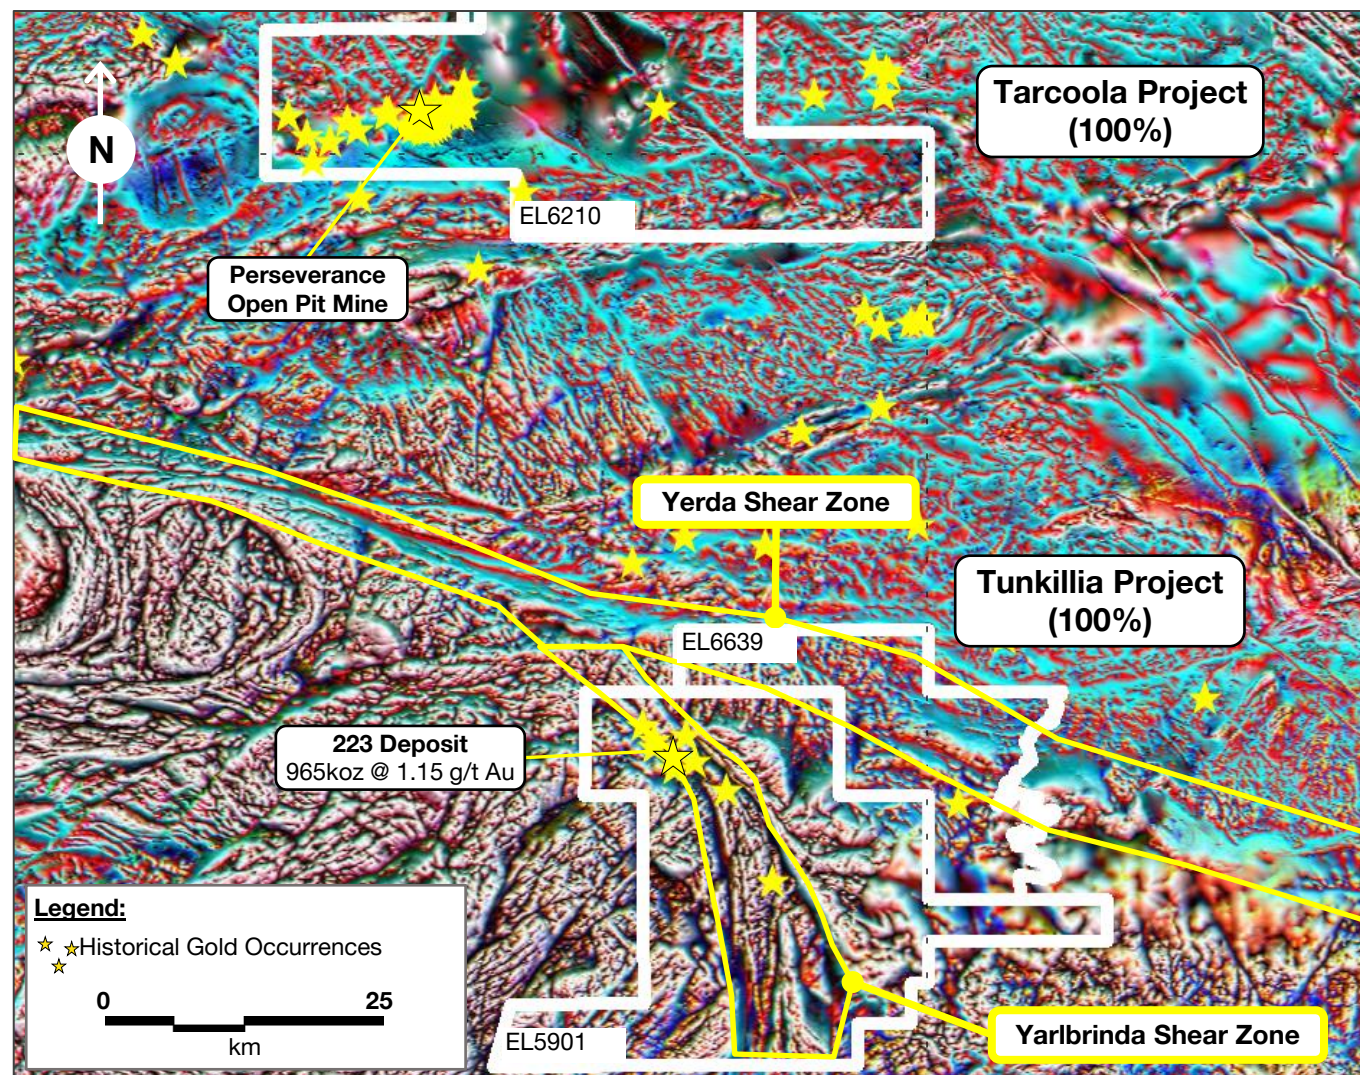 Tarcoola Project
(100%)
N
EL6210
Perseverance
Open Pit Mine
Yerda Shear Zone
Tunkillia Project
(100%)
EL6639
223 Deposit
965koz @ 1.15 g/t Au
Legend:
Historical Gold Occurrences
0 25
km
EL5901
Yarlbrinda Shear Zone